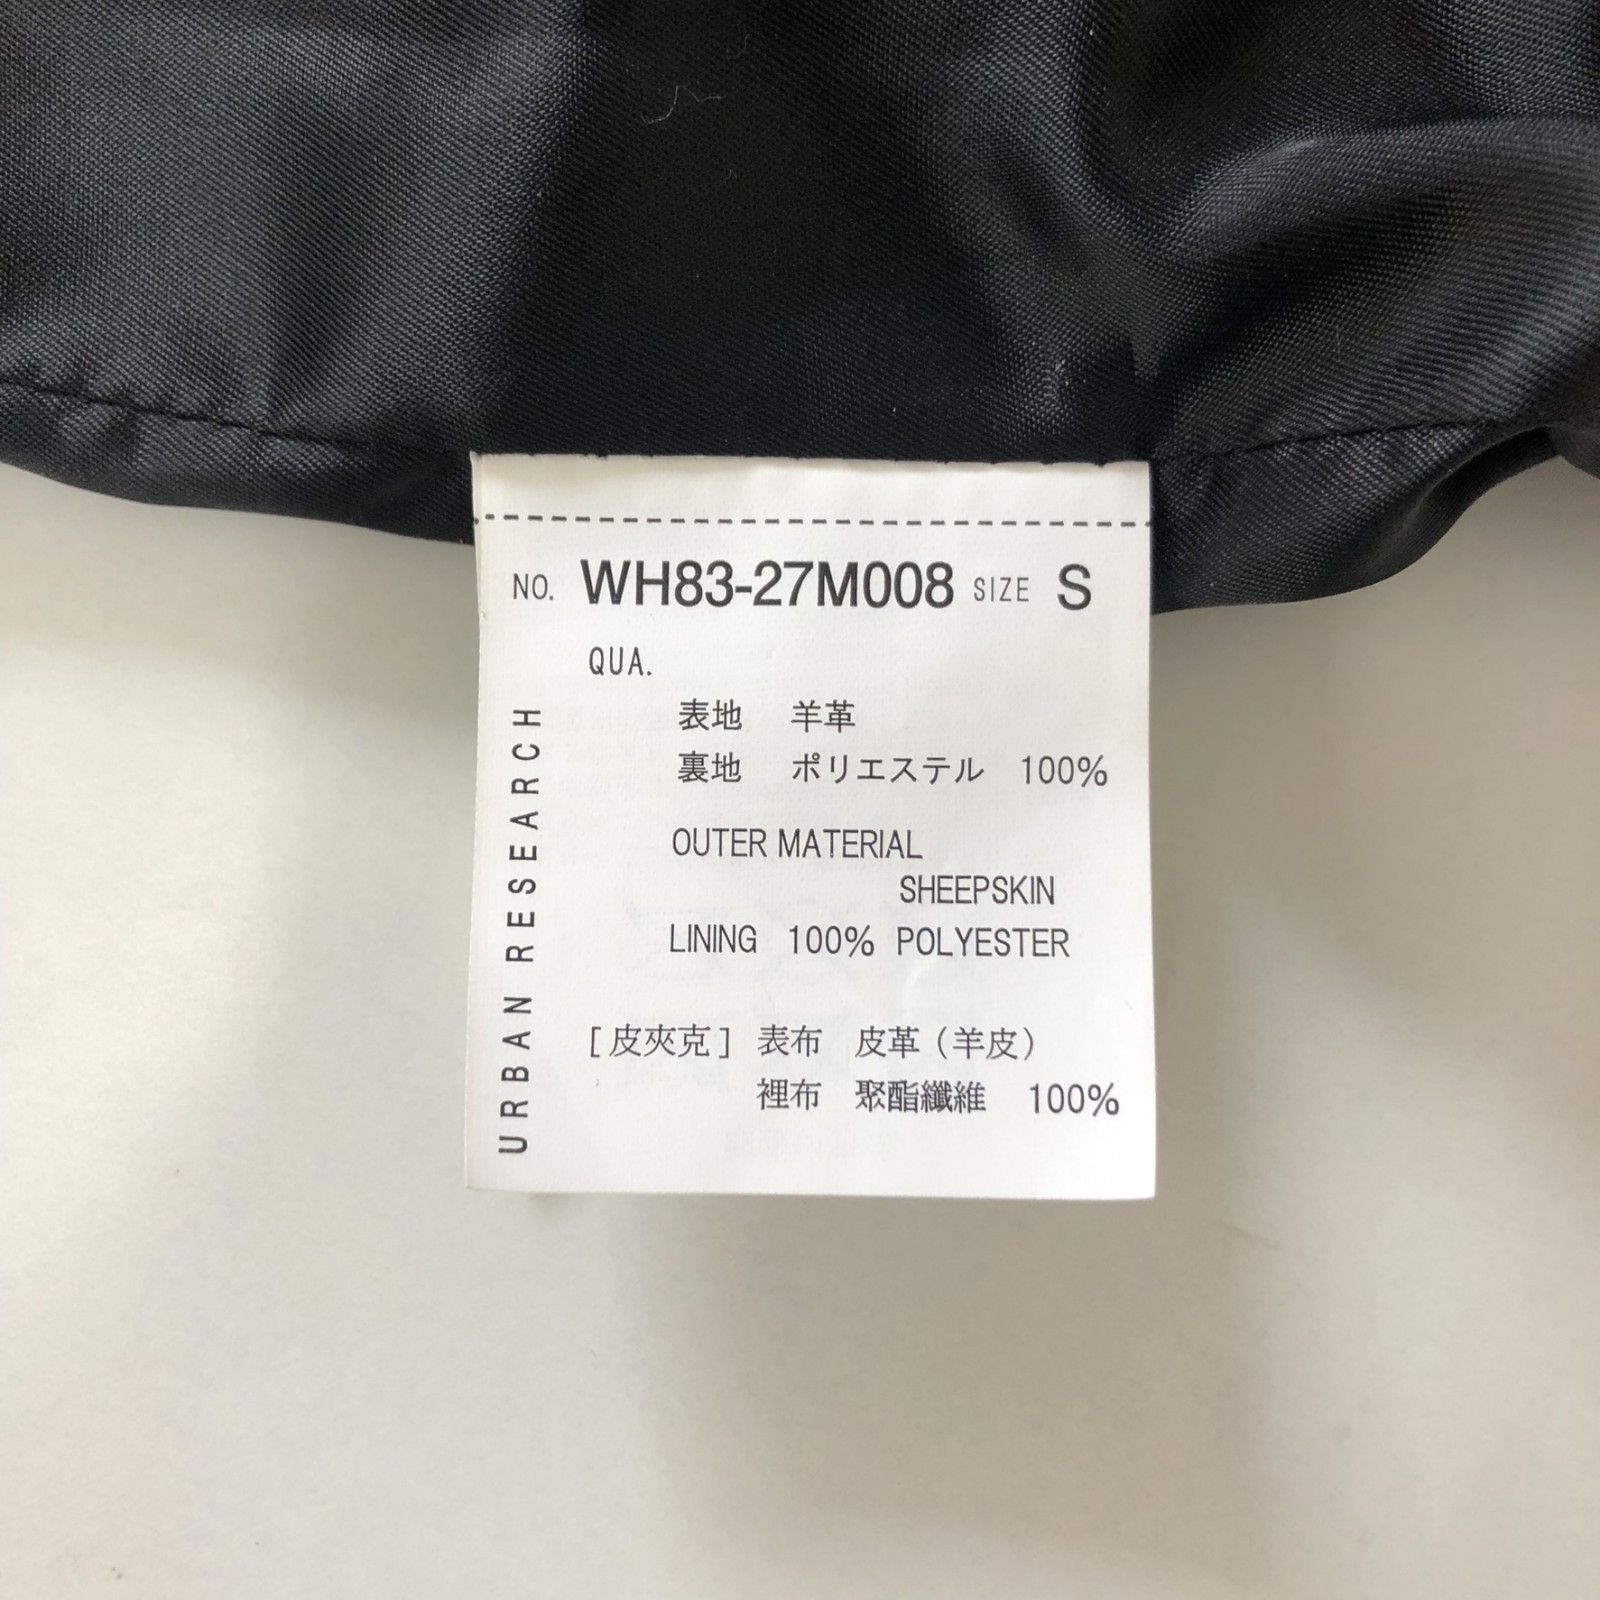 NO. WH83-27M008 SIZE S
QUA.
表地 羊革
裏地 ポリエステル 100%
OUTER MATERIAL
SHEEPSKIN
LINING 100% POLYESTER
[皮夾克] 表布 皮革(羊皮)
裡布 聚酯纖維 100%
URBAN RESEARCH